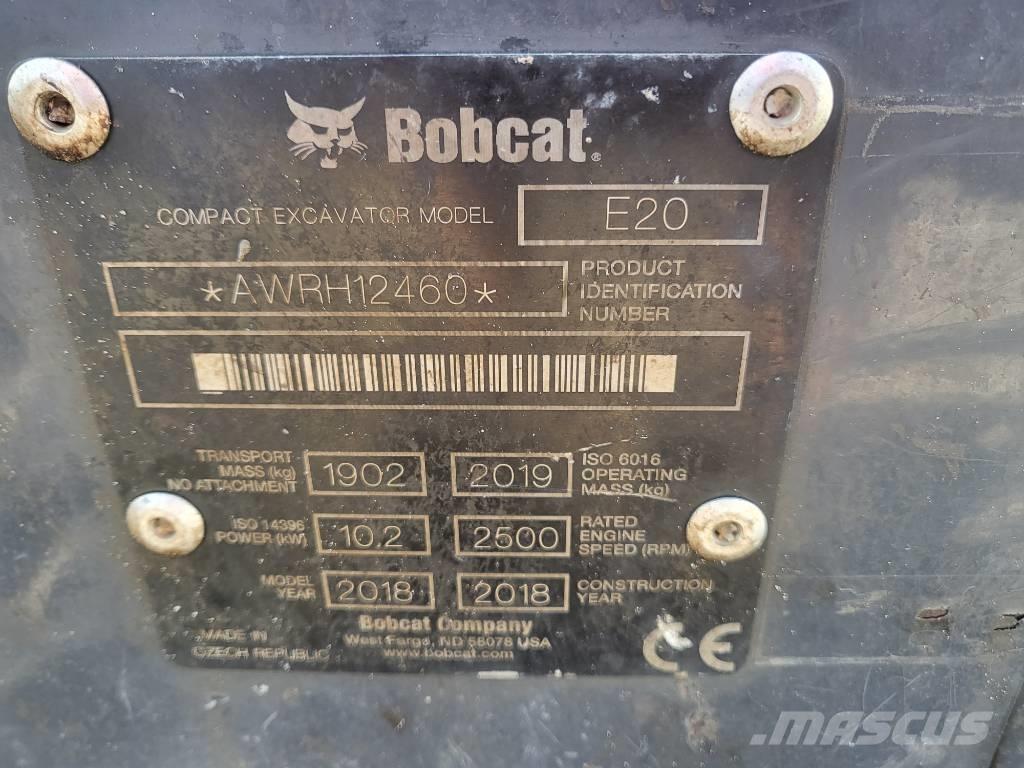 Bobcat®
COMPACT EXCAVATOR MODEL E20
*AWRH12460*
PRODUCT
IDENTIFICATION
NUMBER
TRANSPORT
MASS (kg)
NO ATTACHMENT
1902
2019
ISO 6016
OPERATING
MASS (kg)
ISO 14396
POWER (kW)
10.2
2500
RATED
ENGINE
SPEED (RPM)
MODEL
YEAR
2018
2018
CONSTRUCTION
YEAR
Bobcat Company
West Fargo, ND 58078 USA
www.bobcat.com
MADE IN
CZECH REPUBLIC
CE
MASCUS